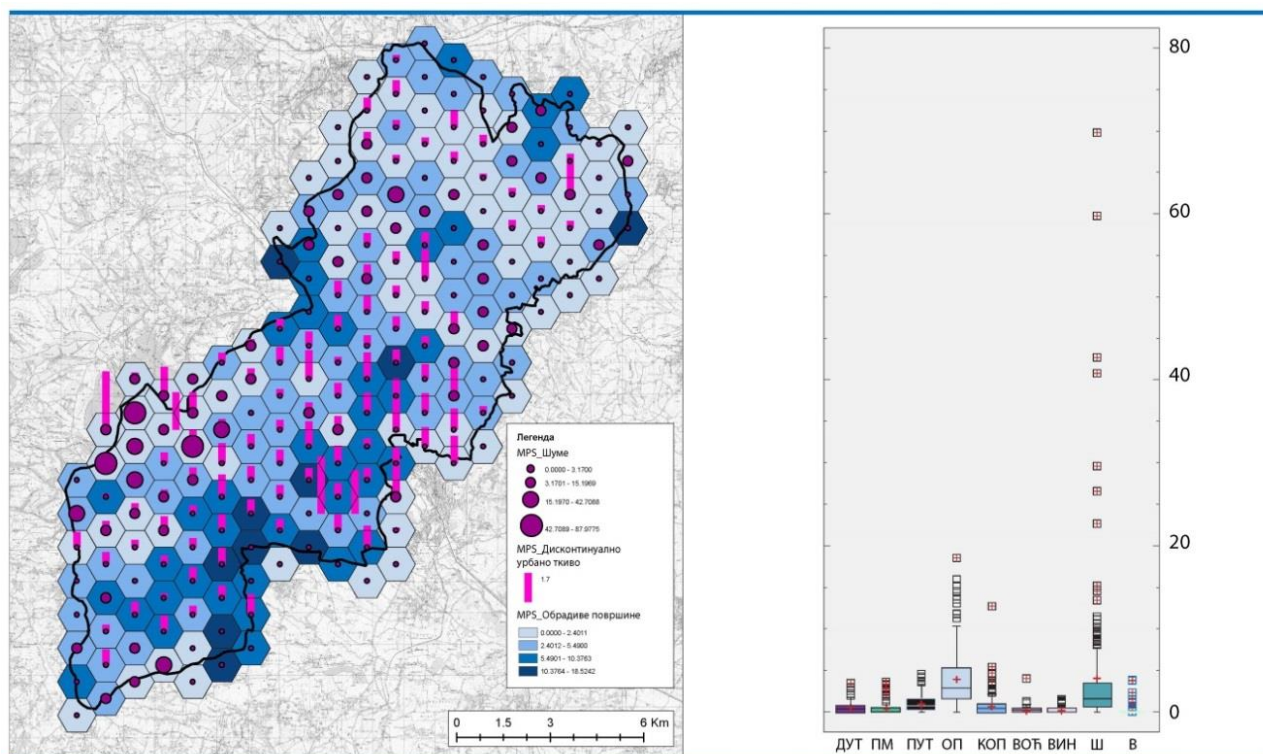 Легенда
MPS_Шуме
0.0000 - 3.1700
3.1701 - 15.1969
15.1970 - 42.7088
42.7089 - 87.0775
MPS_Дисконтинуално
урбано ткиво
1.7
MPS_Обрадиве површине
0.0000 - 2.4011
2.4012 - 5.4900
5.4901 - 10.3763
10.3764 - 18.5242
0 1.5 3 6 Km
80
60
40
20
0
ДУТ ПМ ПУТ ОП КОП ВОЋ ВИН Ш В